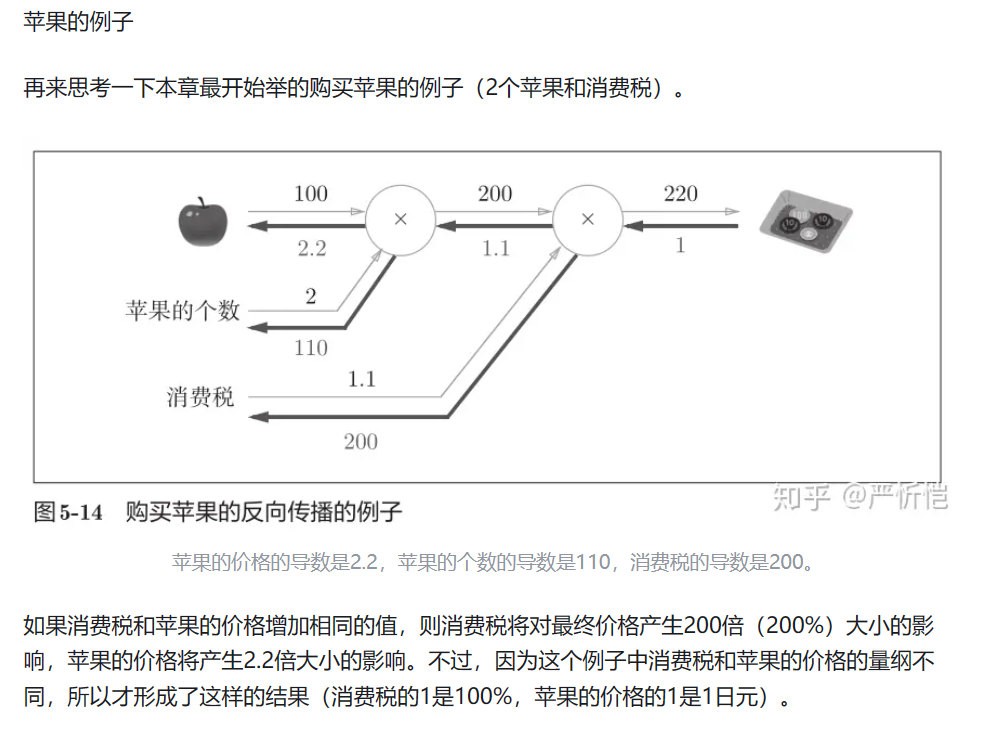 苹果的例子
再来思考一下本章最开始举的购买苹果的例子（2个苹果和消费税）。
100
200
220
×
×
2.2
1.1
1
苹果的个数
2
110
消费税
1.1
200
知乎 @严忻恺
图5-14 购买苹果的反向传播的例子
苹果的价格的导数是2.2，苹果的个数的导数是110，消费税的导数是200。
如果消费税和苹果的价格增加相同的值，则消费税将对最终价格产生200倍（200%）大小的影
响，苹果的价格将产生2.2倍大小的影响。不过，因为这个例子中消费税和苹果的价格的量纲不
同，所以才形成了这样的结果（消费税的1是100%，苹果的价格的1是1日元）。